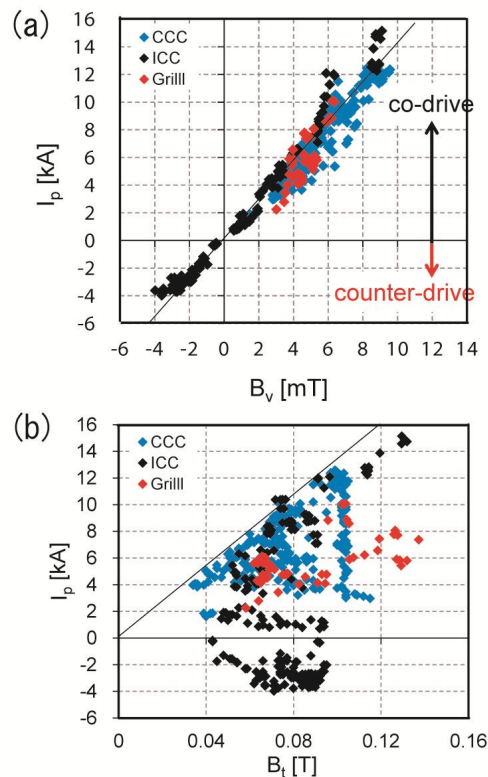 (a)
16
14
12
10
8
6
4
2
0
-2
-4
-6
I_p [kA]
CCC
ICC
GrillI
co-drive
counter-drive
-6 -4 -2 0 2 4 6 8 10 12 14
B_v [mT]
(b)
16
14
12
10
8
6
4
2
0
-2
-4
-6
I_p [kA]
CCC
ICC
GrillI
0 0.04 0.08 0.12 0.16
B_t [T]